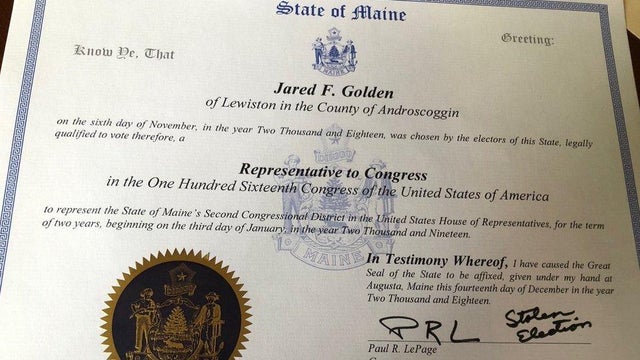 State of Maine
Know Ye, That
Greeting:
MAINE
Jared F. Golden
of Lewiston in the County of Androscoggin
on the sixth day of November, in the year Two Thousand and Eighteen, was chosen by the electors of this State, legally
qualified to vote therefore, a
Representative to Congress
in the One Hundred Sixteenth Congress of the United States of America
to represent the State of Maine's Second Congressional District in the United States House of Representatives, for the term
of two years, beginning on the third day of January, in the year Two Thousand and Nineteen.
MAINE
In Testimony Whereof, I have caused the Great
Seal of the State to be affixed, given under my hand at
Augusta, Maine this fourteenth day of December in the year
Two Thousand and Eighteen.
PRL
Stolen
Election
Paul R. LePage